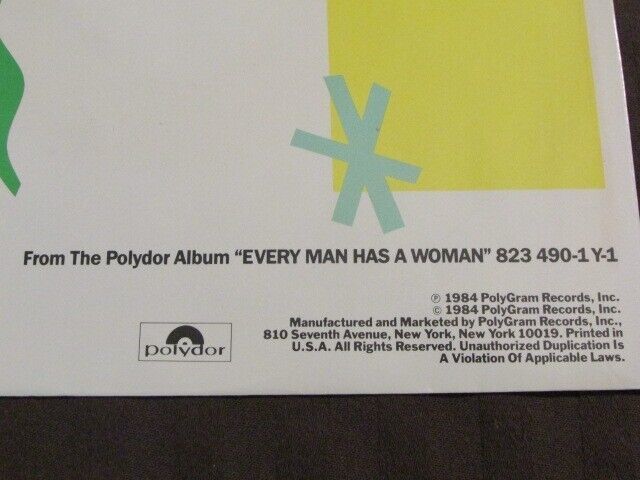 From The Polydor Album “EVERY MAN HAS A WOMAN” 823 490-1 Y-1
℗ 1984 PolyGram Records, Inc.
© 1984 PolyGram Records, Inc.
Manufactured and Marketed by PolyGram Records, Inc.,
810 Seventh Avenue, New York, New York 10019. Printed in
U.S.A. All Rights Reserved. Unauthorized Duplication Is
A Violation Of Applicable Laws.
polydor